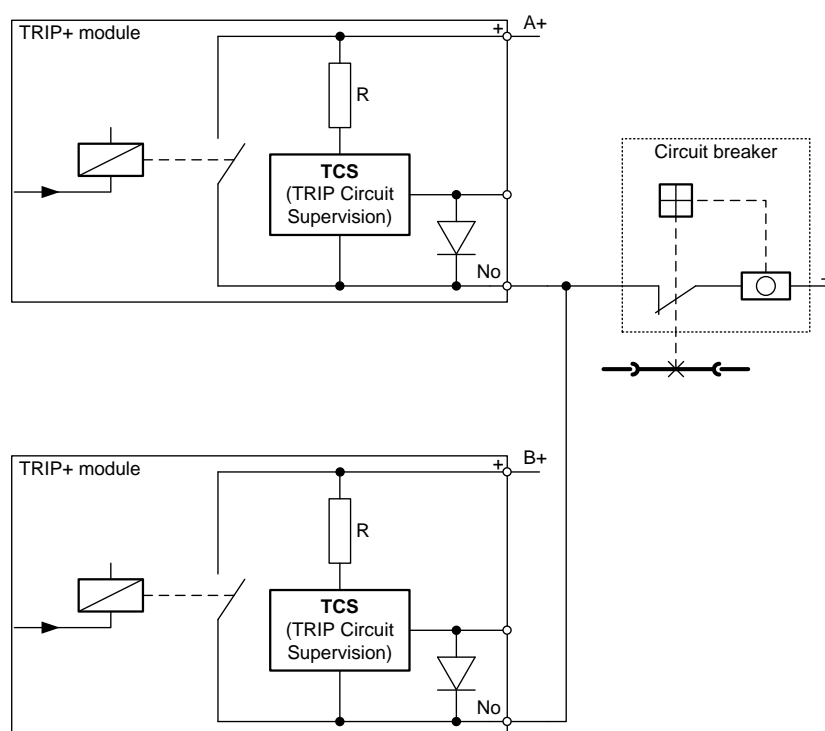 TRIP+ module
+
A+
R
TCS
(TRIP Circuit
Supervision)
No
Circuit breaker
-
TRIP+ module
+
B+
R
TCS
(TRIP Circuit
Supervision)
No